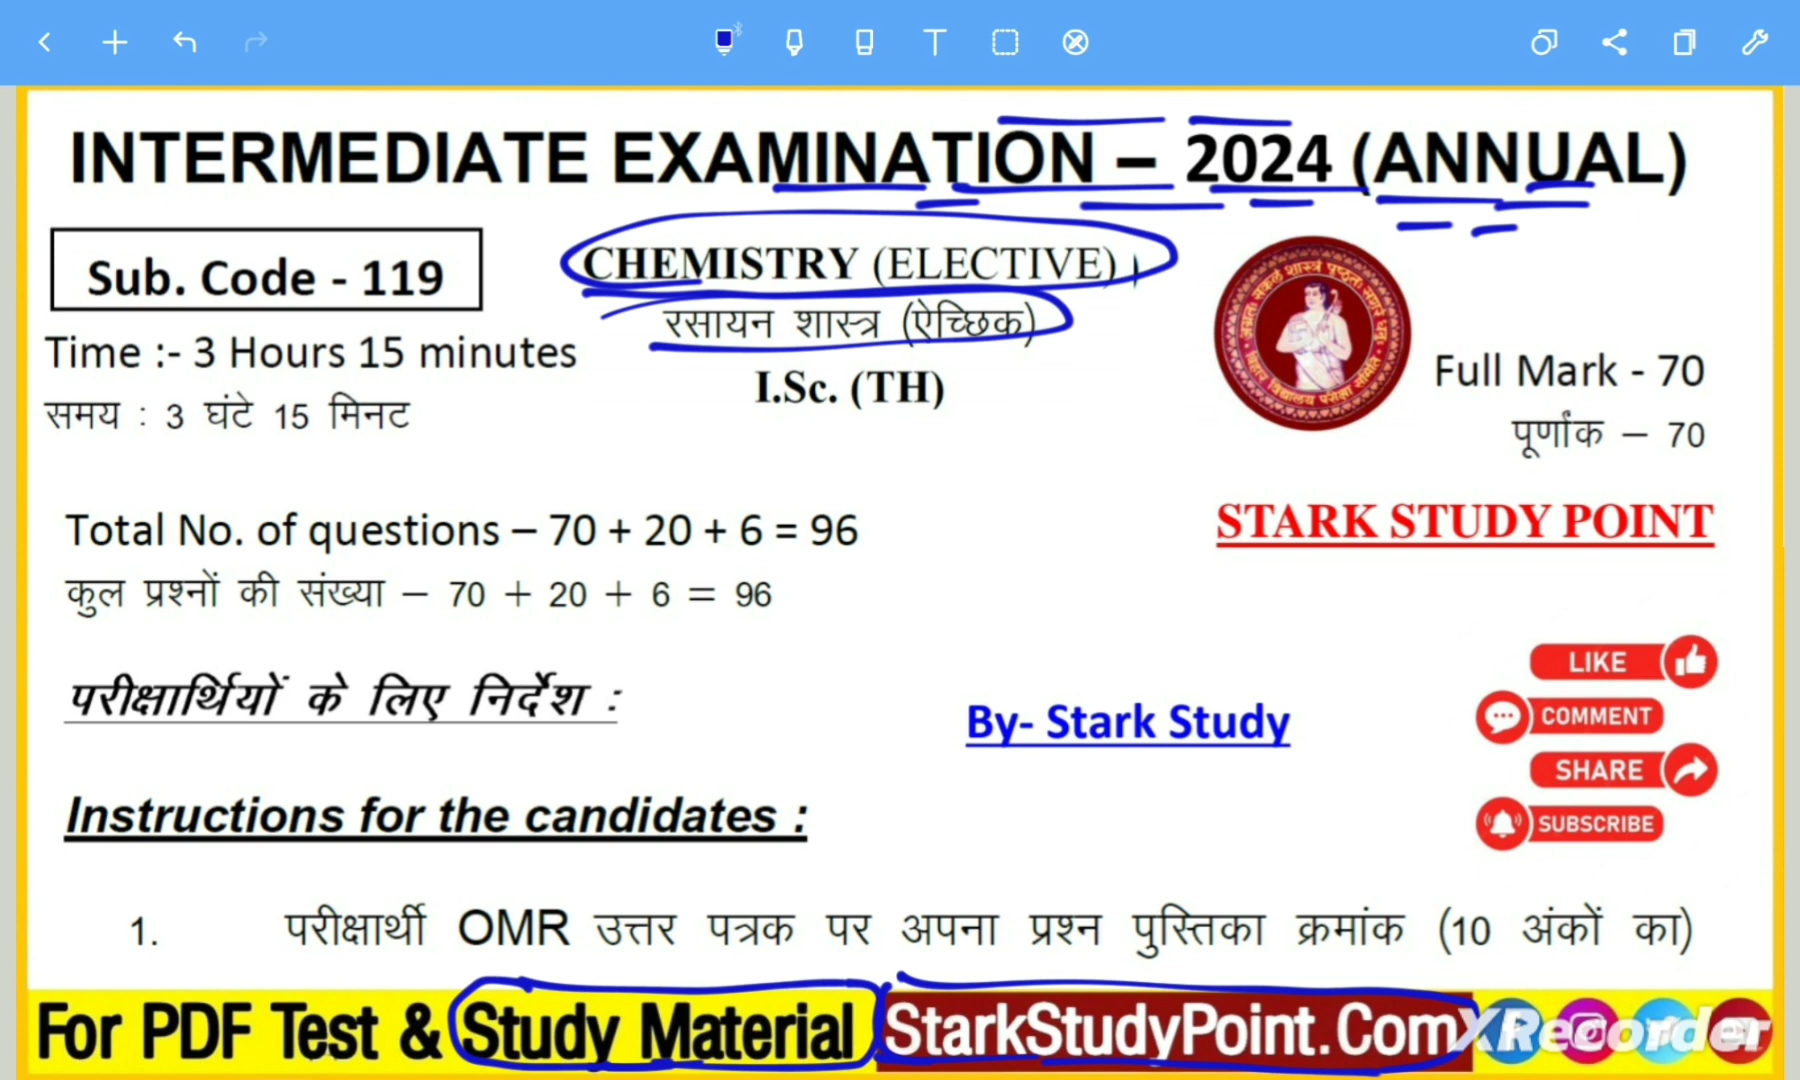 INTERMEDIATE EXAMINATION – 2024 (ANNUAL)
Sub. Code - 119
CHEMISTRY (ELECTIVE)
रसायन शास्त्र (ऐच्छिक)
I.Sc. (TH)
Time :- 3 Hours 15 minutes
समय : 3 घंटे 15 मिनट
Full Mark - 70
पूर्णांक – 70
Total No. of questions – 70 + 20 + 6 = 96
कुल प्रश्नों की संख्या – 70 + 20 + 6 = 96
STARK STUDY POINT
परीक्षार्थियों के लिए निर्देश :
By- Stark Study
LIKE
COMMENT
SHARE
SUBSCRIBE
Instructions for the candidates :
1. परीक्षार्थी OMR उत्तर पत्रक पर अपना प्रश्न पुस्तिका क्रमांक (10 अंकों का)
For PDF Test & Study Material StarkStudyPoint.Com
XRecorder